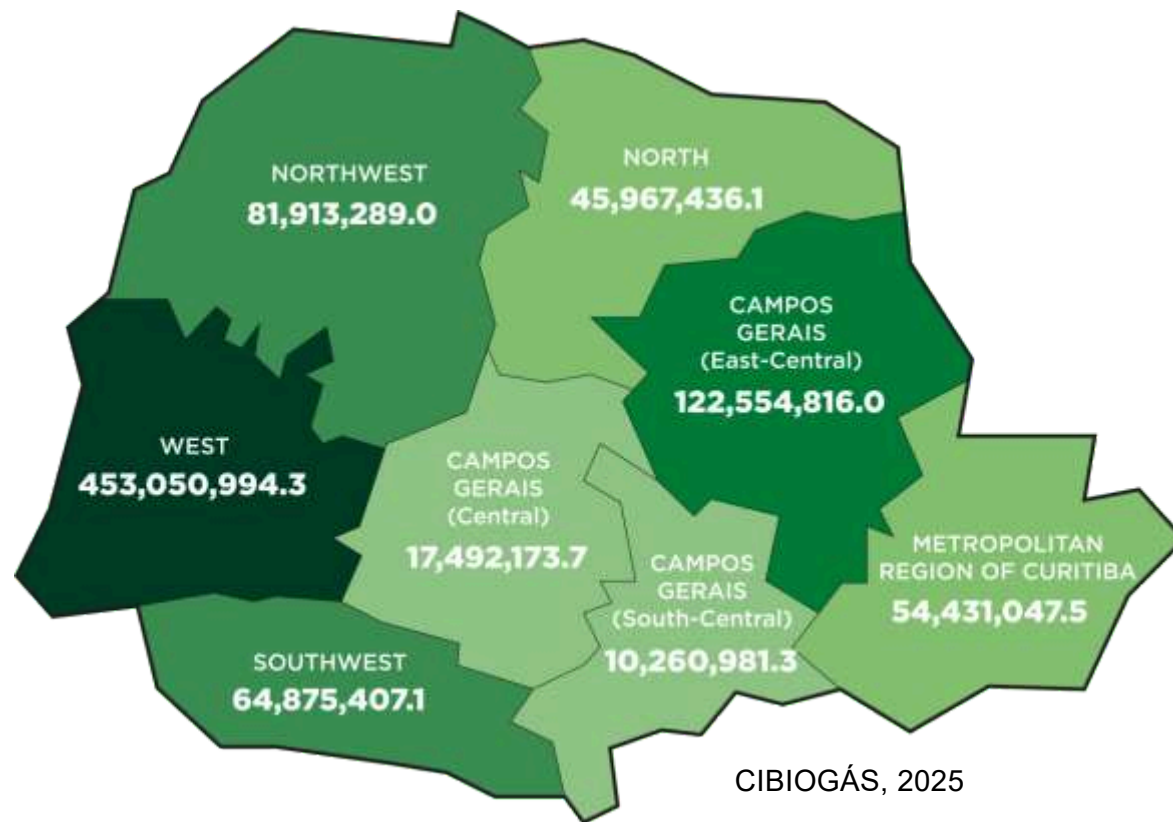 NORTHWEST
81,913,289.0
NORTH
45,967,436.1
CAMPOS
GERAIS
(East-Central)
122,554,816.0
WEST
453,050,994.3
CAMPOS
GERAIS
(Central)
17,492,173.7
CAMPOS
GERAIS
(South-Central)
10,260,981.3
METROPOLITAN
REGION OF CURITIBA
54,431,047.5
SOUTHWEST
64,875,407.1
CIBIOGÁS, 2025